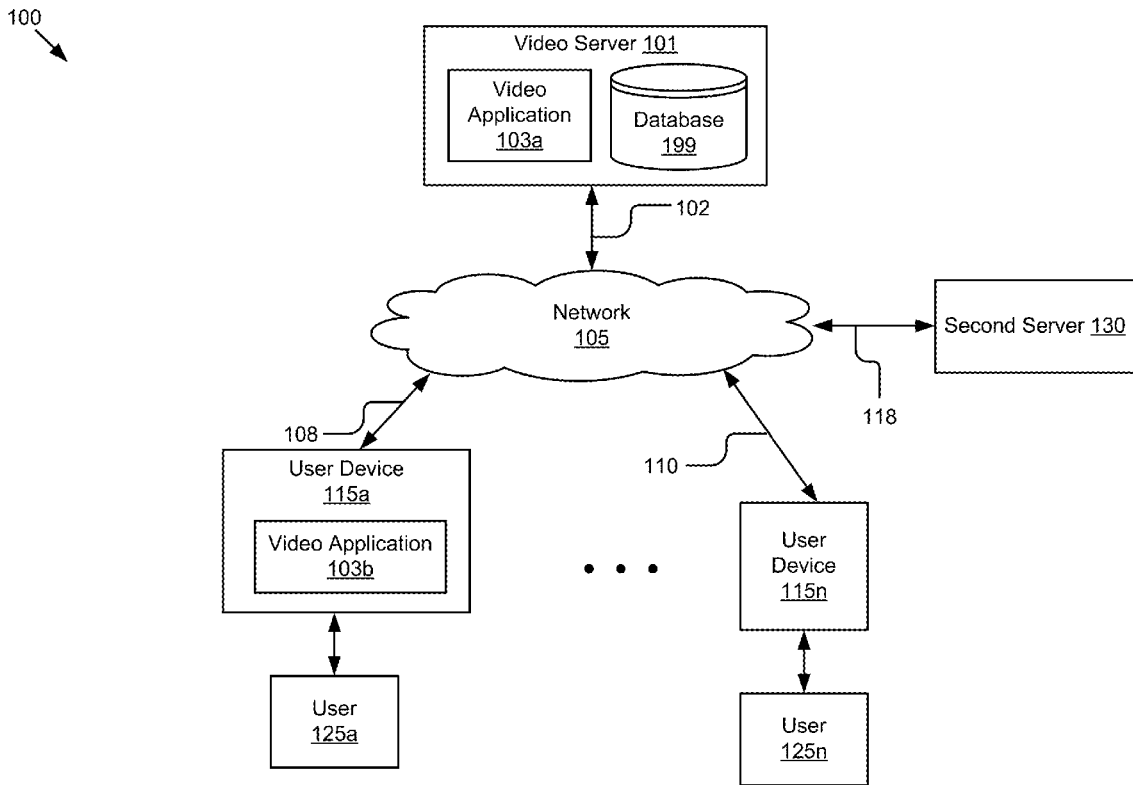 100
Video Server 101
Video
Application
103a
Database
199
102
Network
105
Second Server 130
118
108
110
User Device
115a
Video Application
103b
User
Device
115n
User
125a
User
125n